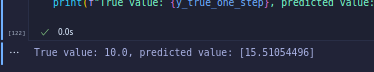 print(f"True value: {y_true_one_step}, predicted value:
[122] ✓ 0.0s
... True value: 10.0, predicted value: [15.51054496]